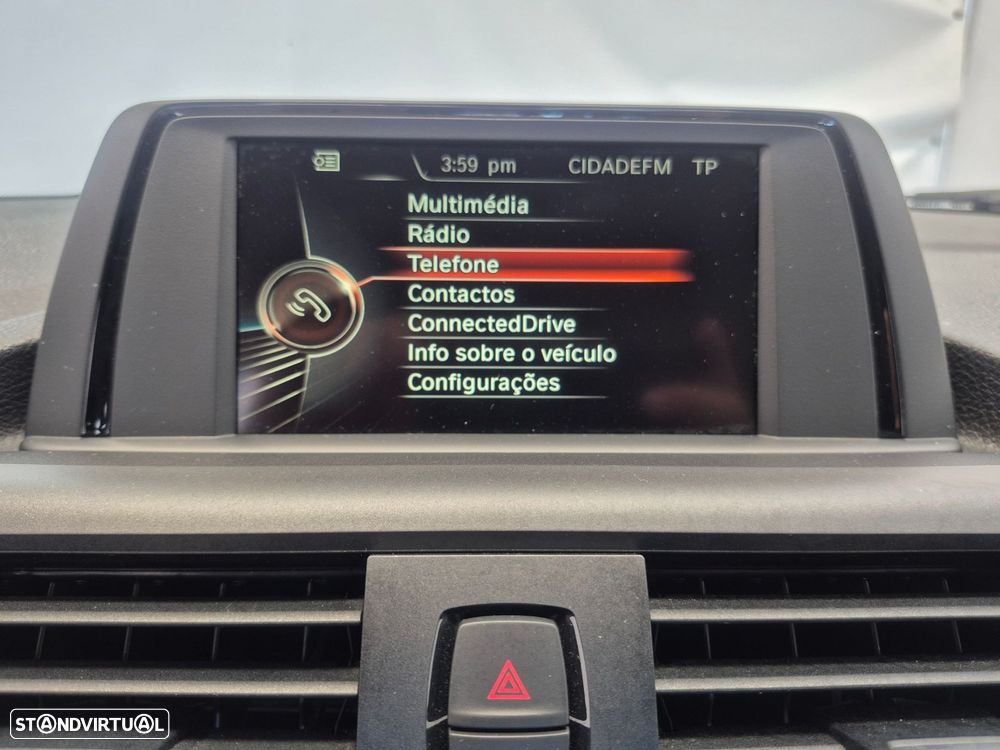 3:59 pm CIDADEFM TP
Multimédia
Rádio
Telefone
Contactos
ConnectedDrive
Info sobre o veículo
Configurações
STANDVIRTUAL